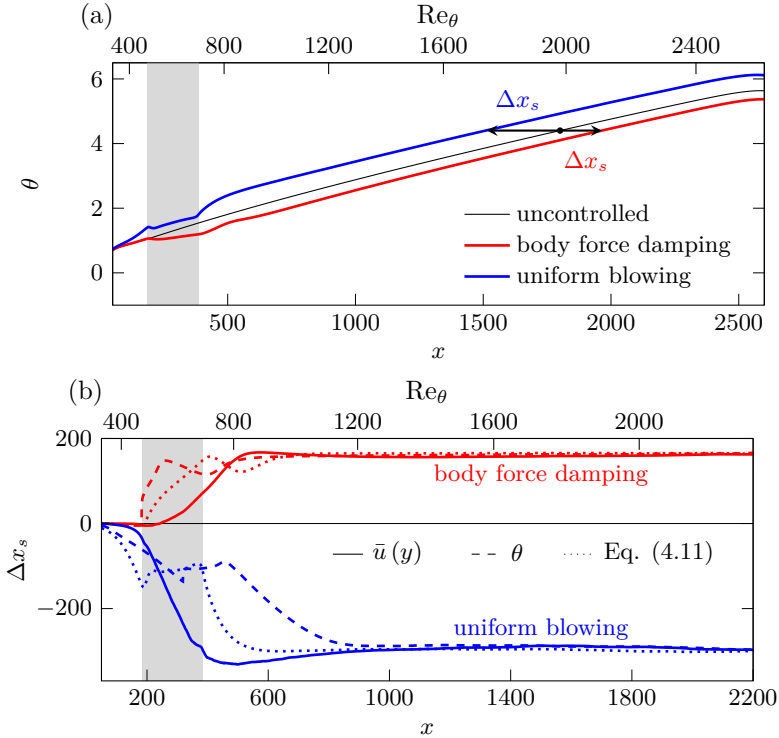 (a)
Re_θ
400 800 1200 1600 2000 2400
6
4
2
0
θ
Δx_s
Δx_s
uncontrolled
body force damping
uniform blowing
500 1000 1500 2000 2500
x
(b)
Re_θ
400 800 1200 1600 2000
200
0
−200
Δx_s
body force damping
ū (y) θ Eq. (4.11)
uniform blowing
200 600 1000 1400 1800 2200
x